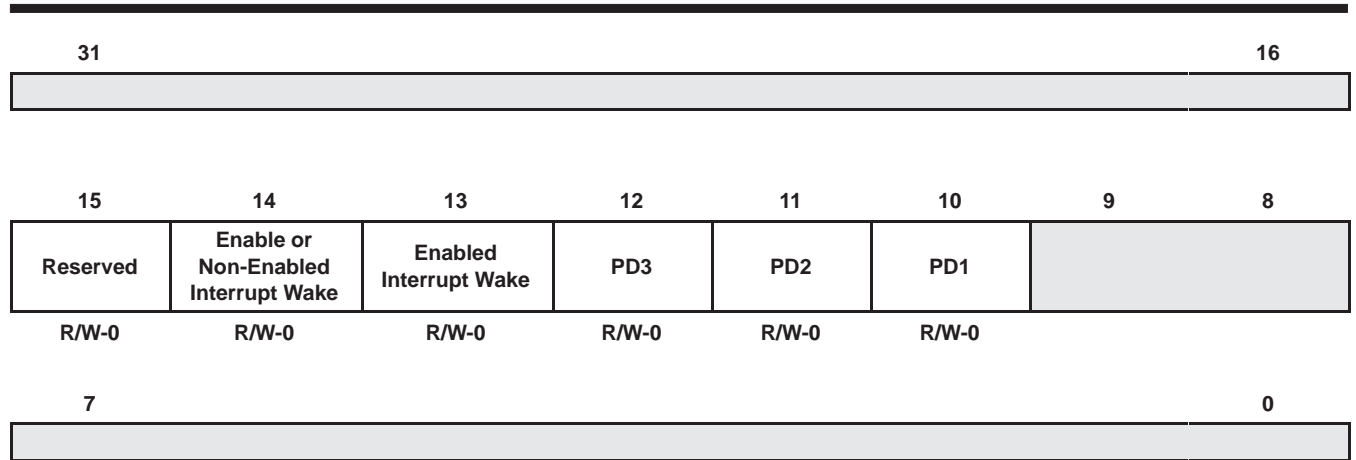 31 16
15 14 13 12 11 10 9 8
Reserved
Enable or
Non-Enabled
Interrupt Wake
Enabled
Interrupt Wake
PD3
PD2
PD1
R/W-0 R/W-0 R/W-0 R/W-0 R/W-0 R/W-0
7 0